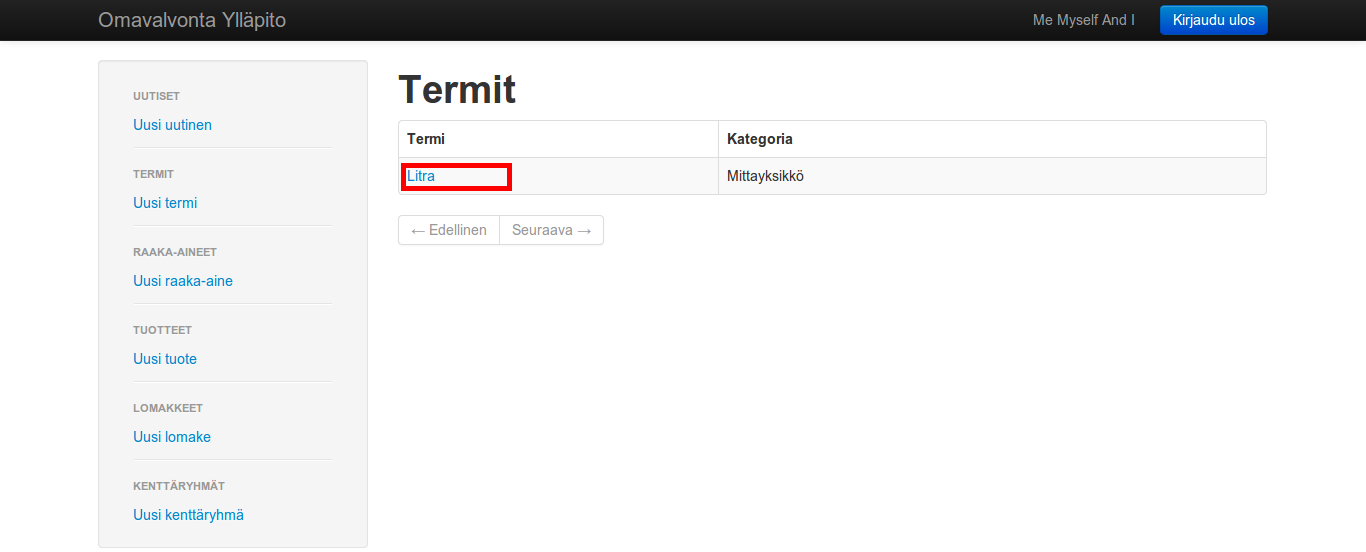 Omavalvonta Ylläpito
Me Myself And I
Kirjaudu ulos
UUTISET
Uusi uutinen
TERMIT
Uusi termi
RAAKA-AINEET
Uusi raaka-aine
TUOTTEET
Uusi tuote
LOMAKKEET
Uusi lomake
KENTTÄRYHMÄT
Uusi kenttäryhmä
Termit
Termi Kategoria
Litra Mittayksikkö
← Edellinen Seuraava →